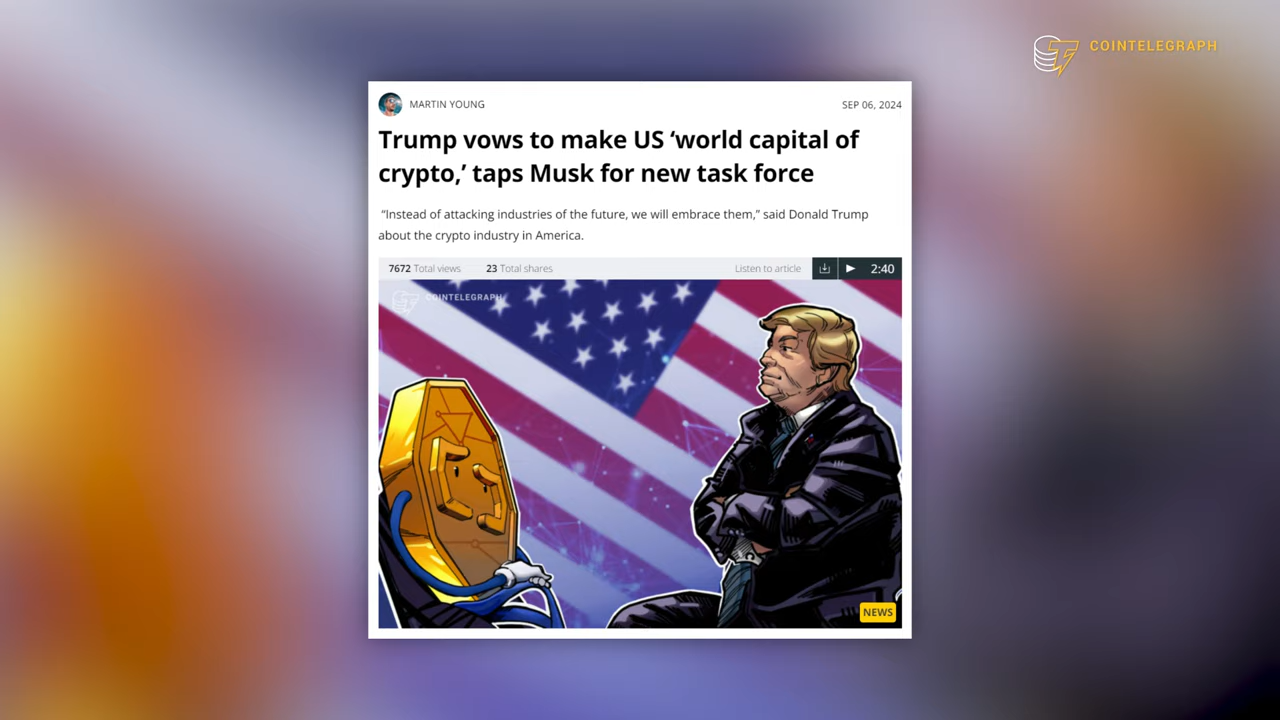 COINTELEGRAPH
MARTIN YOUNG
SEP 06, 2024
Trump vows to make US ‘world capital of
crypto,’ taps Musk for new task force
“Instead of attacking industries of the future, we will embrace them,” said Donald Trump
about the crypto industry in America.
7672 Total views 23 Total shares
Listen to article 2:40
COINTELEGRAPH
NEWS